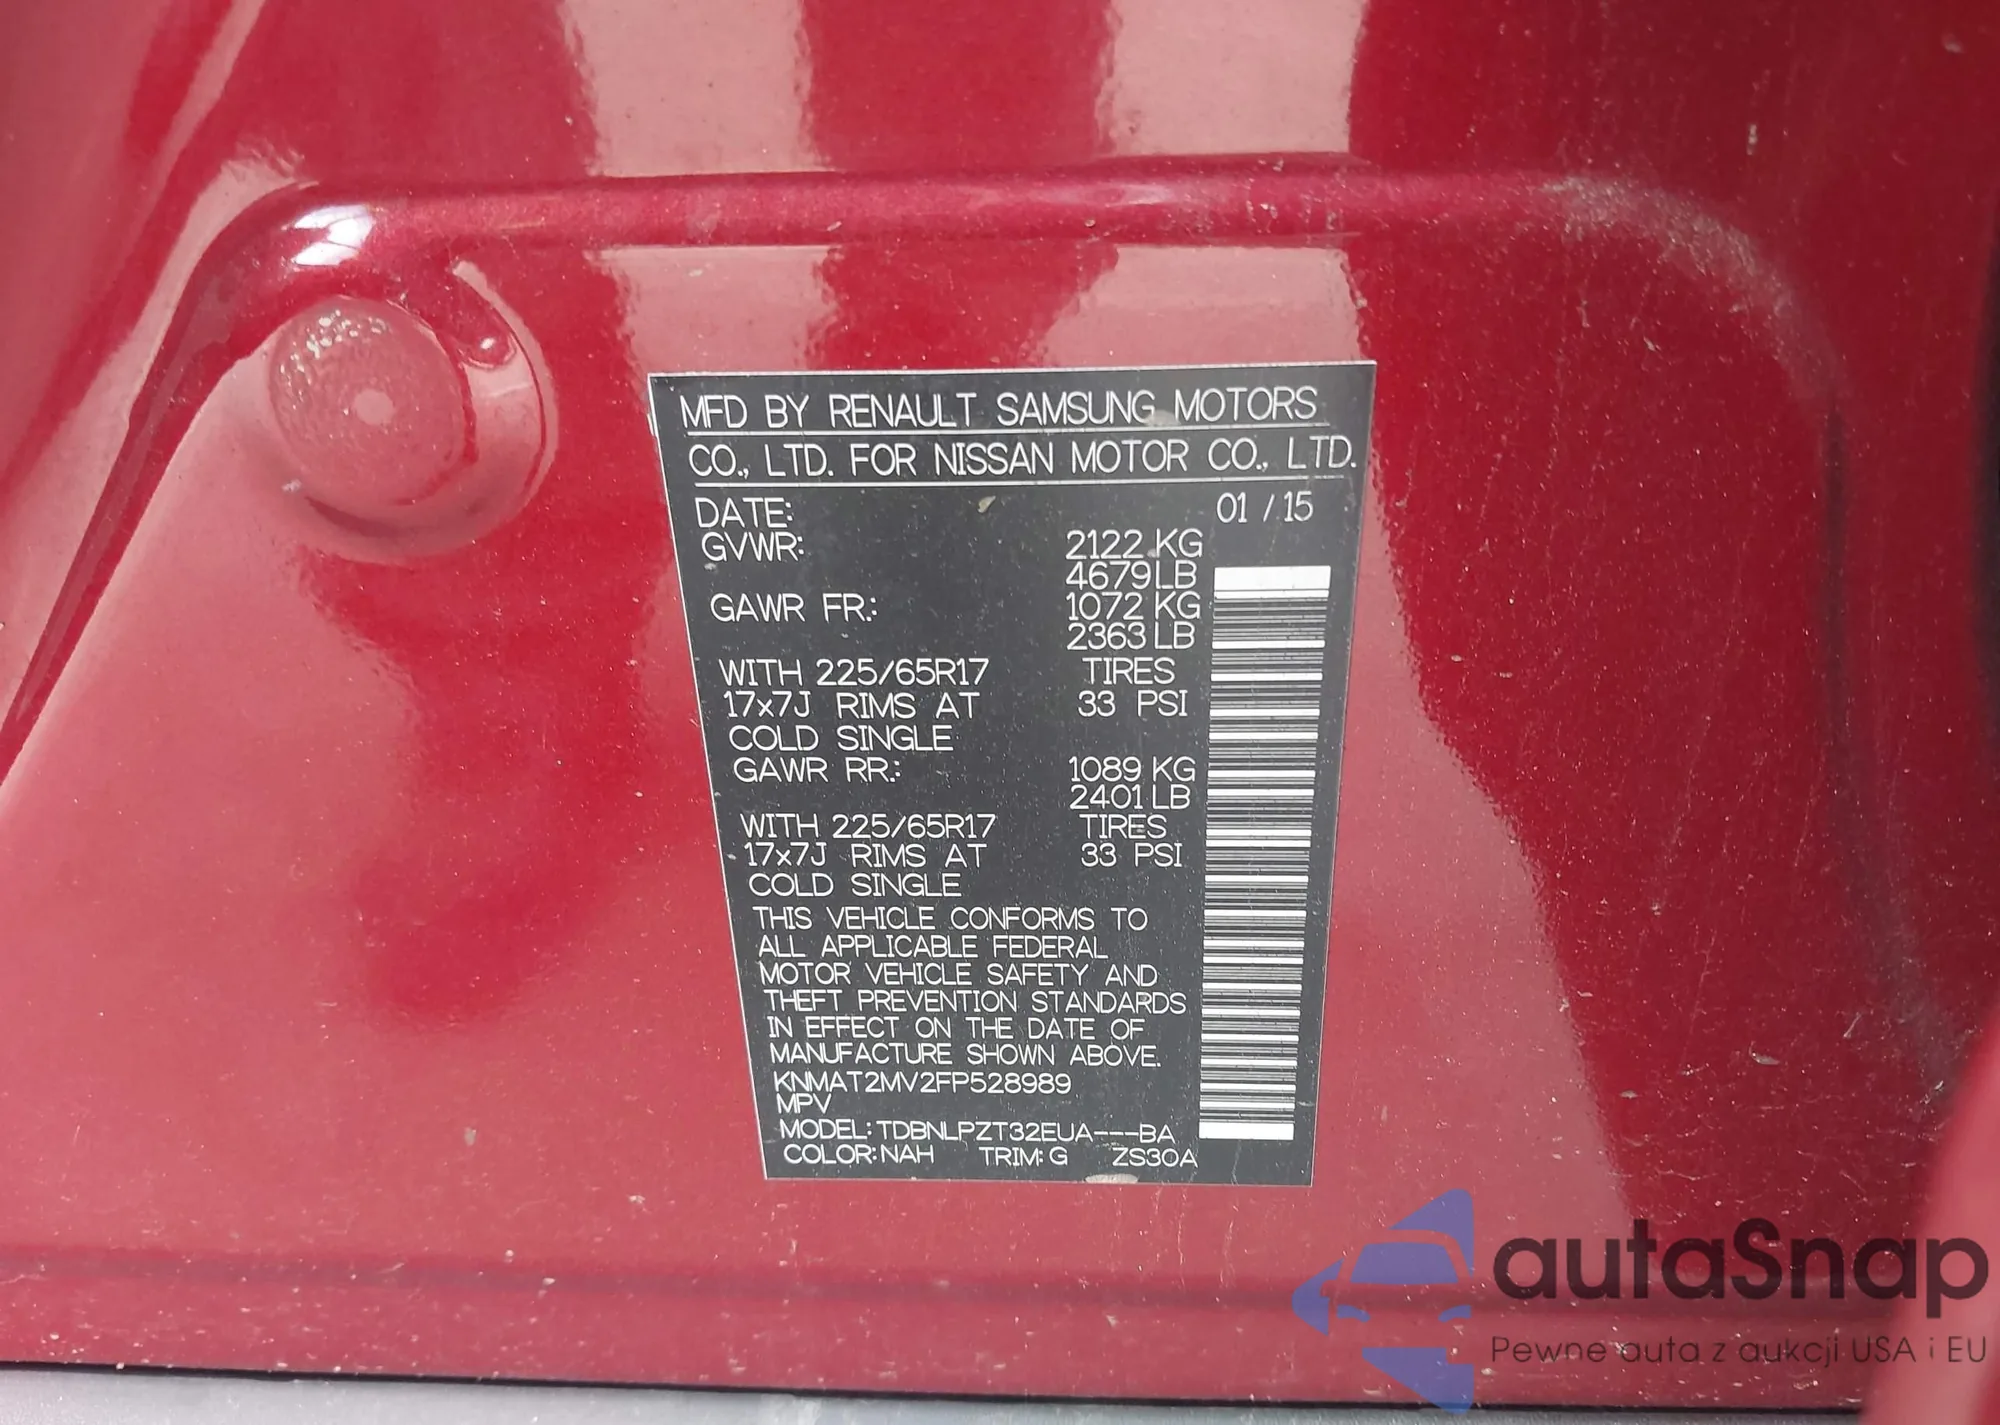 MFD BY RENAULT SAMSUNG MOTORS
CO., LTD. FOR NISSAN MOTOR CO., LTD.
DATE: 01 / 15
GVWR: 2122 KG
4679 LB
GAWR FR.: 1072 KG
2363 LB
WITH 225/65R17 TIRES
17x7J RIMS AT 33 PSI
COLD SINGLE
GAWR RR.: 1089 KG
2401 LB
WITH 225/65R17 TIRES
17x7J RIMS AT 33 PSI
COLD SINGLE
THIS VEHICLE CONFORMS TO
ALL APPLICABLE FEDERAL
MOTOR VEHICLE SAFETY AND
THEFT PREVENTION STANDARDS
IN EFFECT ON THE DATE OF
MANUFACTURE SHOWN ABOVE.
KNMAT2MV2FP528989
MPV
MODEL: TDBNLPZT32EUA---BA
COLOR: NAH TRIM: G ZS30A
autaSnap
Pewne auta z aukcji USA i EU